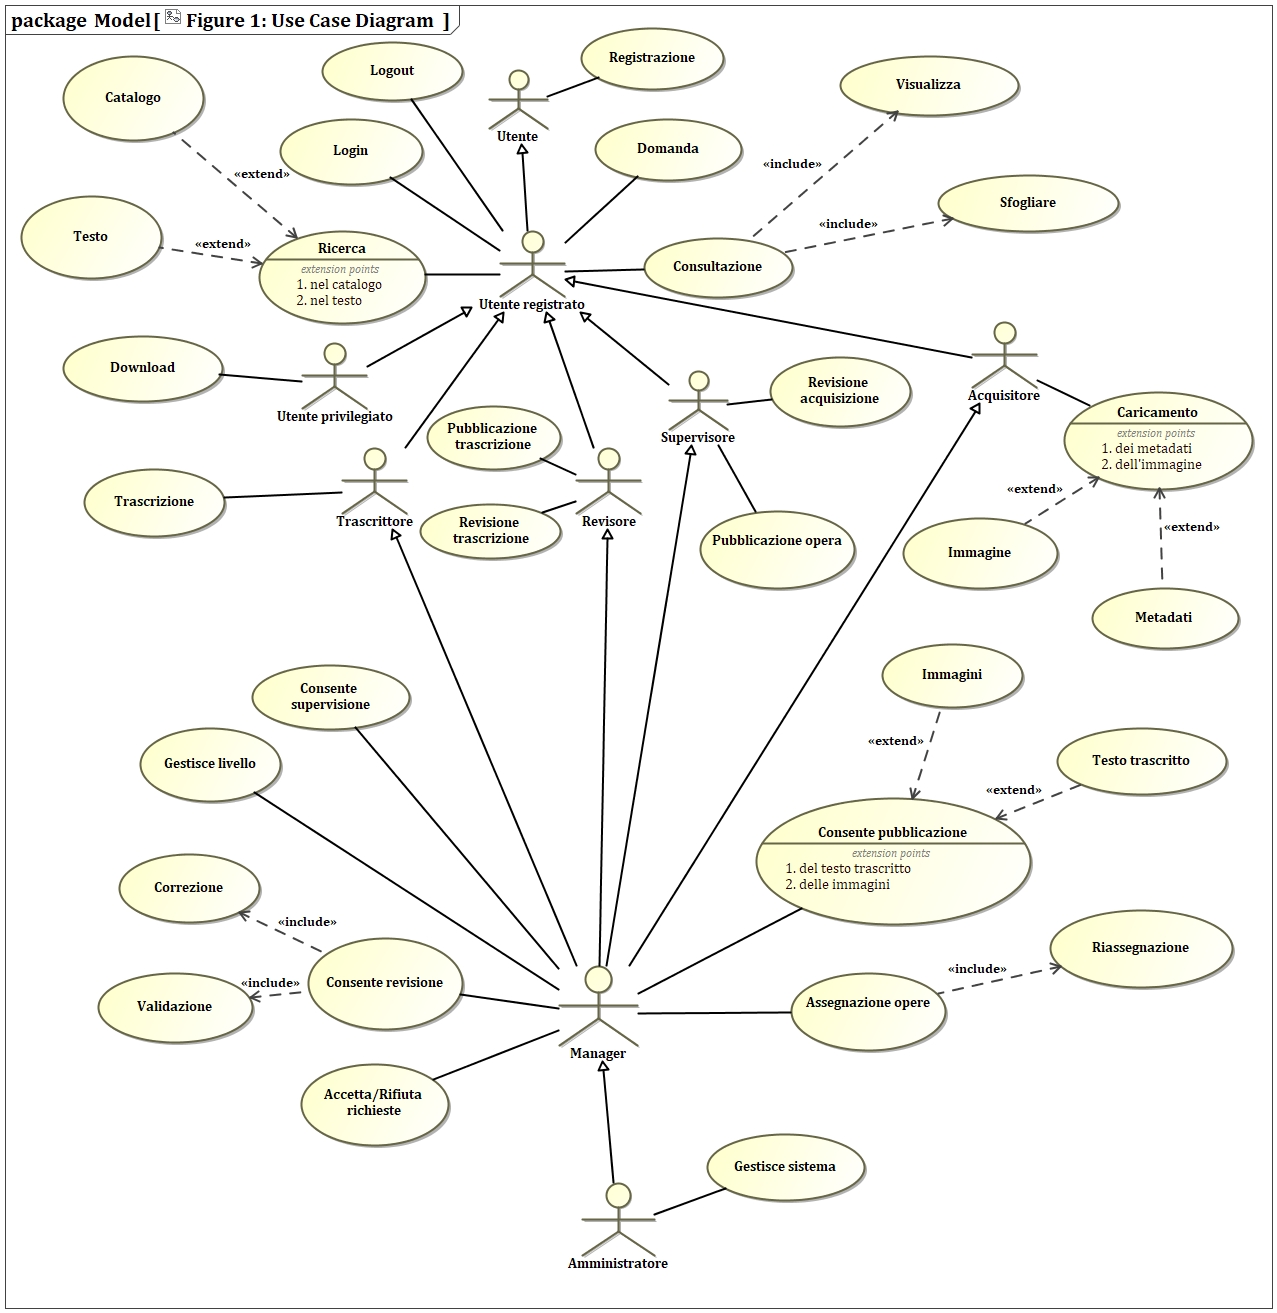 package Model[ Figure 1: Use Case Diagram ]
Logout
Registrazione
Catalogo
Visualizza
Utente
Login
Domanda
«include»
«extend»
Sfogliare
Testo
«extend»
«include»
Ricerca
extension points
1. nel catalogo
2. nel testo
Consultazione
Utente registrato
Download
Utente privilegiato
Revisione
acquisizione
Acquisitore
Caricamento
extension points
1. dei metadati
2. dell'immagine
Pubblicazione
trascrizione
Supervisore
«extend»
Trascrizione
Trascrittore
Revisione
trascrizione
Revisore
Pubblicazione opera
«extend»
Immagine
Metadati
Immagini
Consente
supervisione
«extend»
Gestisce livello
Testo trascritto
«extend»
Consente pubblicazione
extension points
1. del testo trascritto
2. delle immagini
Correzione
«include»
Riassegnazione
«include»
Consente revisione
«include»
Validazione
Assegnazione opere
Manager
Accetta/Rifiuta
richieste
Gestisce sistema
Amministratore